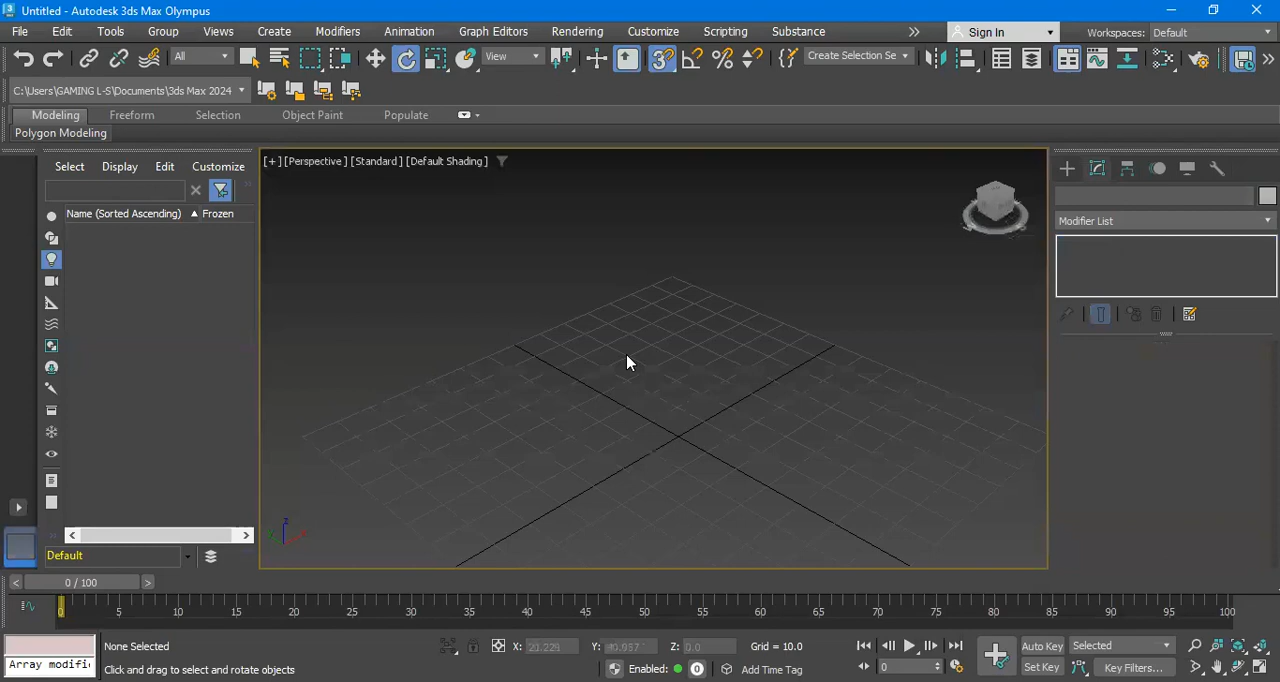 Untitled - Autodesk 3ds Max Olympus
File Edit Tools Group Views Create Modifiers Animation Graph Editors Rendering Customize Scripting Substance Sign In Workspaces: Default
All View Create Selection Se
C:\Users\GAMING L-S\Documents\3ds Max 2024
Modeling Freeform Selection Object Paint Populate
Polygon Modeling
Select Display Edit Customize
[+] [Perspective] [Standard] [Default Shading]
Name (Sorted Ascending) Frozen
Modifier List
z
Default
0 / 100
0 5 10 15 20 25 30 35 40 45 50 55 60 65 70 75 80 85 90 95 100
None Selected X: Y: Z: 0.0 Grid = 10.0 Auto Key Selected
Array modifi
Click and drag to select and rotate objects Enabled: 0 Add Time Tag 0 Set Key Key Filters...